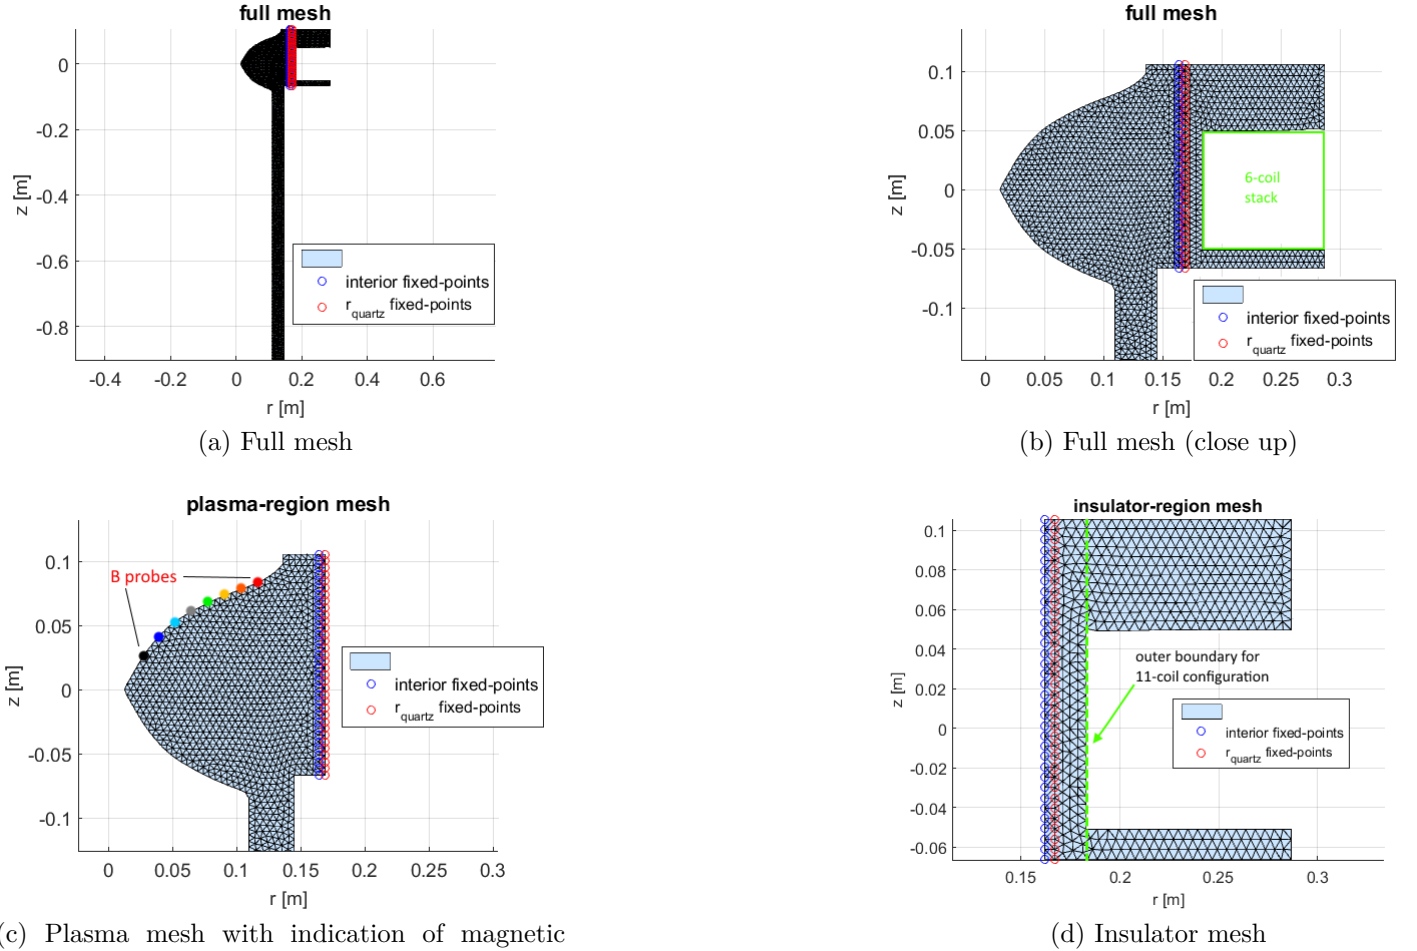 full mesh
0
-0.2
-0.4
-0.6
-0.8
z [m]
interior fixed-points
r_quartz fixed-points
-0.4 -0.2 0 0.2 0.4 0.6
r [m]
(a) Full mesh
full mesh
0.1
0.05
0
-0.05
-0.1
z [m]
6-coil
stack
interior fixed-points
r_quartz fixed-points
0 0.05 0.1 0.15 0.2 0.25 0.3
r [m]
(b) Full mesh (close up)
plasma-region mesh
0.1
0.05
0
-0.05
-0.1
z [m]
B probes
interior fixed-points
r_quartz fixed-points
0 0.05 0.1 0.15 0.2 0.25 0.3
r [m]
(c) Plasma mesh with indication of magnetic
insulator-region mesh
0.1
0.08
0.06
0.04
0.02
0
-0.02
-0.04
-0.06
z [m]
outer boundary for
11-coil configuration
interior fixed-points
r_quartz fixed-points
0.15 0.2 0.25 0.3
r [m]
(d) Insulator mesh